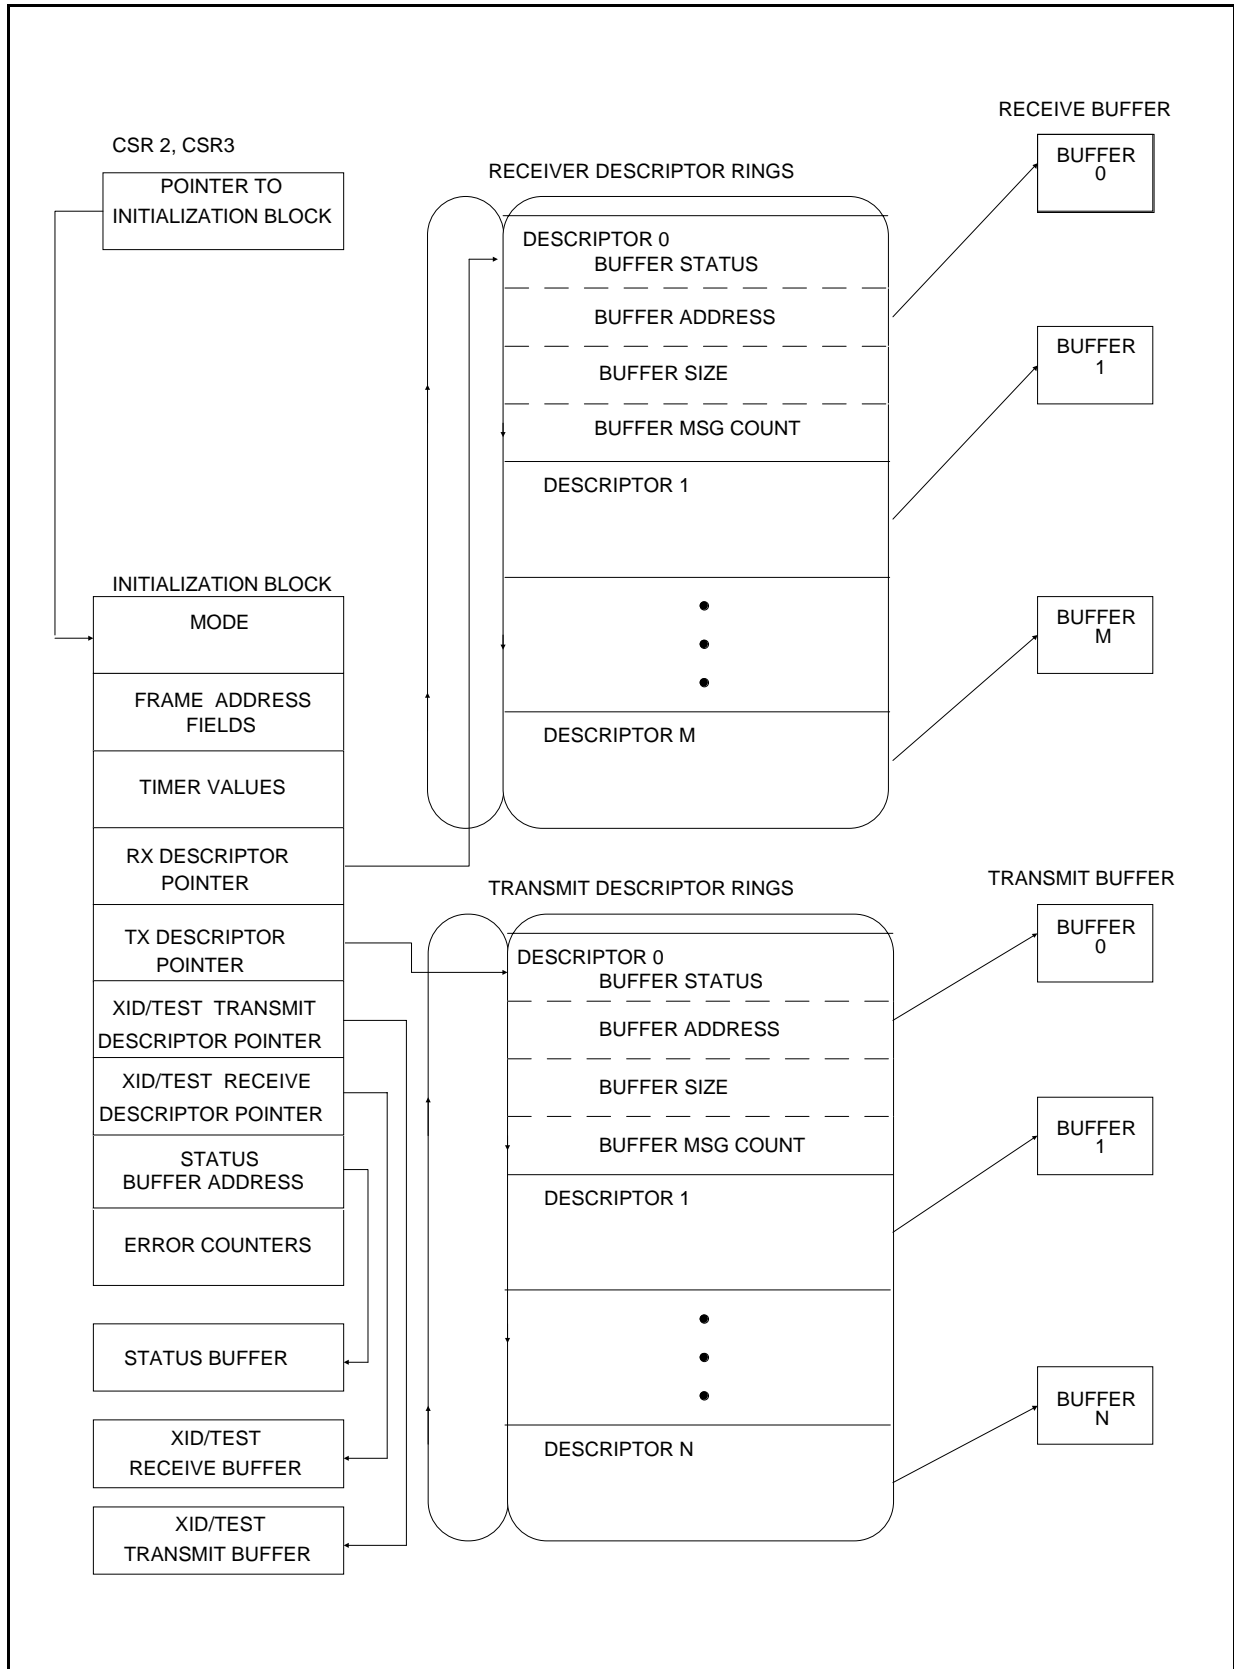 CSR 2, CSR3
POINTER TO
INITIALIZATION BLOCK
INITIALIZATION BLOCK
MODE
FRAME ADDRESS
FIELDS
TIMER VALUES
RX DESCRIPTOR
POINTER
TX DESCRIPTOR
POINTER
XID/TEST TRANSMIT
DESCRIPTOR POINTER
XID/TEST RECEIVE
DESCRIPTOR POINTER
STATUS
BUFFER ADDRESS
ERROR COUNTERS
STATUS BUFFER
XID/TEST
RECEIVE BUFFER
XID/TEST
TRANSMIT BUFFER
RECEIVER DESCRIPTOR RINGS
DESCRIPTOR 0
BUFFER STATUS
BUFFER ADDRESS
BUFFER SIZE
BUFFER MSG COUNT
DESCRIPTOR 1
DESCRIPTOR M
RECEIVE BUFFER
BUFFER
0
BUFFER
1
BUFFER
M
TRANSMIT DESCRIPTOR RINGS
DESCRIPTOR 0
BUFFER STATUS
BUFFER ADDRESS
BUFFER SIZE
BUFFER MSG COUNT
DESCRIPTOR 1
DESCRIPTOR N
TRANSMIT BUFFER
BUFFER
0
BUFFER
1
BUFFER
N